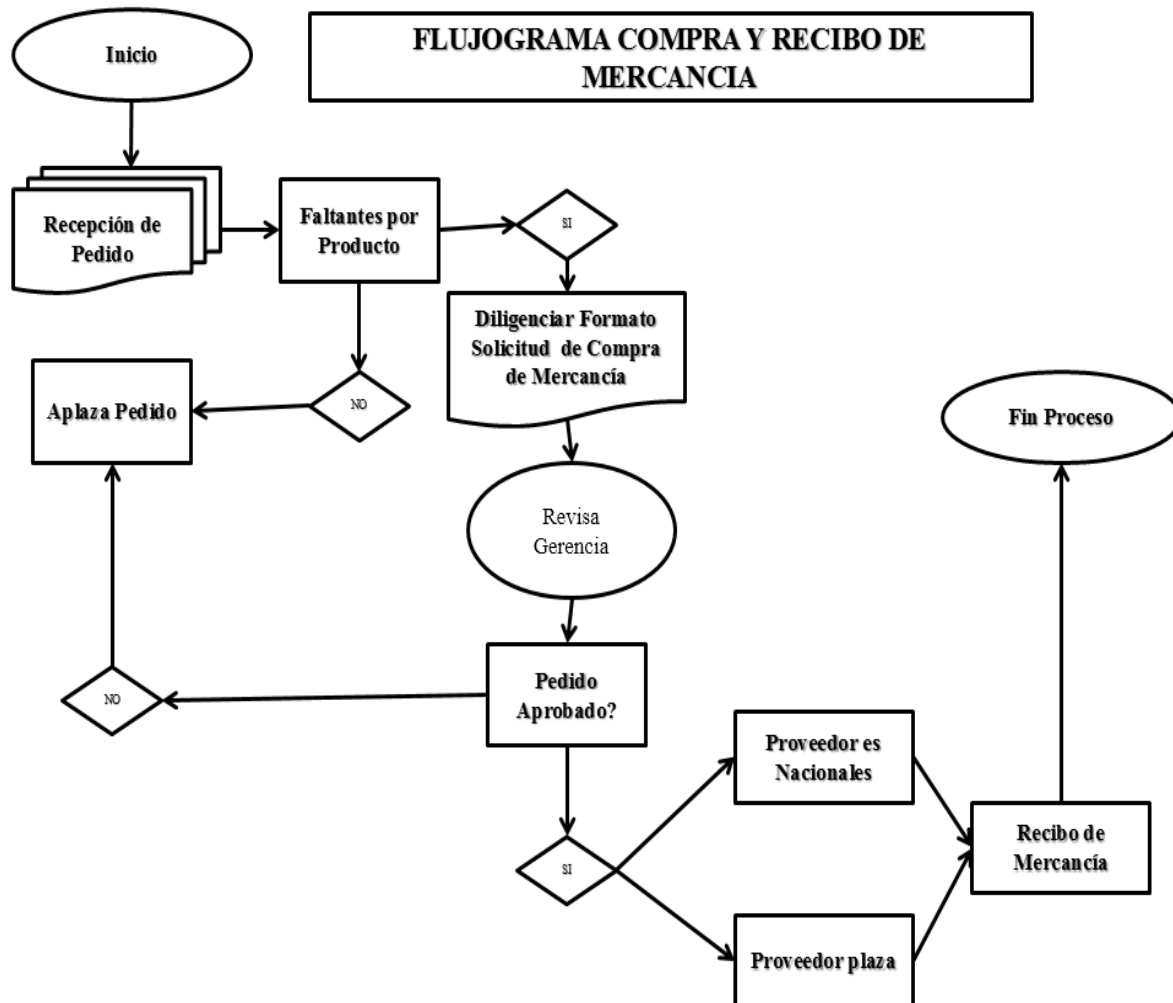 Inicio
FLUJOGRAMA COMPRA Y RECIBO DE
MERCANCIA
Recepción de
Pedido
Faltantes por
Producto
SI
Diligenciar Formato
Solicitud de Compra
de Mercancía
NO
Aplaza Pedido
Fin Proceso
Revisa
Gerencia
Pedido
Aprobado?
NO
SI
Proveedor es
Nacionales
Recibo de
Mercancía
Proveedor plaza